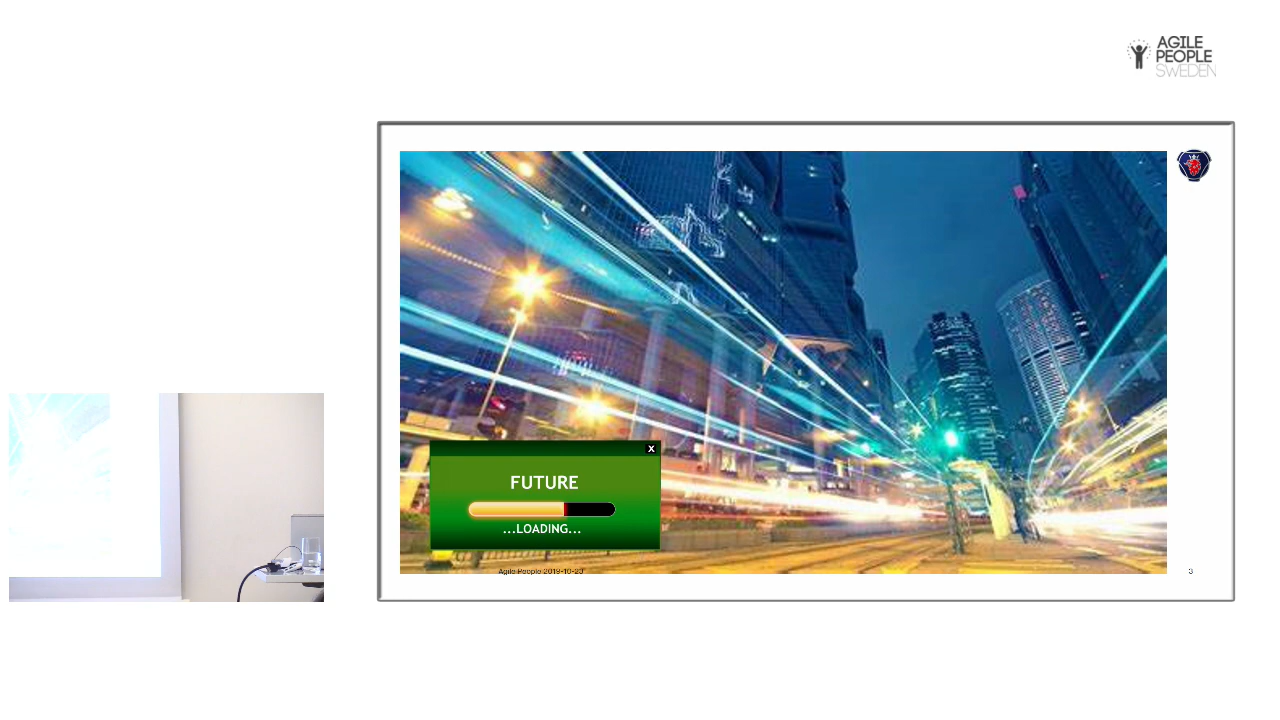 AGILE
PEOPLE
SWEDEN
X
FUTURE
...LOADING...
Agile People 2019-10-23
3